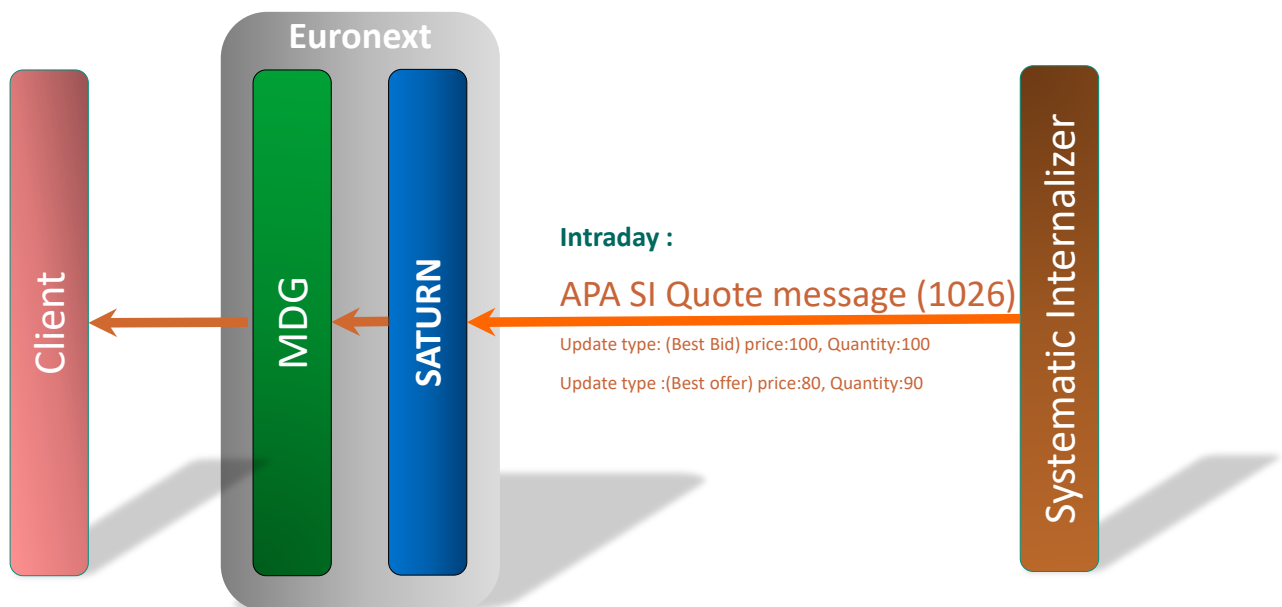 Euronext
Client
MDG
SATURN
Intraday :
APA SI Quote message (1026)
Update type: (Best Bid) price:100, Quantity:100
Update type :(Best offer) price:80, Quantity:90
Systematic Internalizer